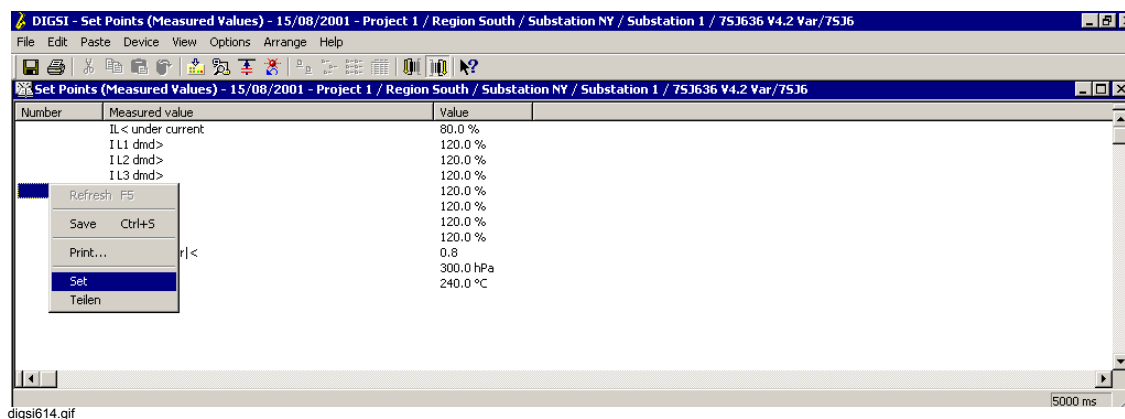 DIGSI - Set Points (Measured Values) - 15/08/2001 - Project 1 / Region South / Substation NY / Substation 1 / 7SJ636 V4.2 Var/7SJ6
File Edit Paste Device View Options Arrange Help
Set Points (Measured Values) - 15/08/2001 - Project 1 / Region South / Substation NY / Substation 1 / 7SJ636 V4.2 Var/7SJ6
Number Measured value Value
IL< under current 80.0 %
I L1 dmd> 120.0 %
I L2 dmd> 120.0 %
I L3 dmd> 120.0 %
Refresh F5 120.0 %
120.0 %
Save Ctrl+S 120.0 %
120.0 %
Print... r|< 0.8
300.0 hPa
Set 240.0 °C
Teilen
5000 ms
digsi614.gif